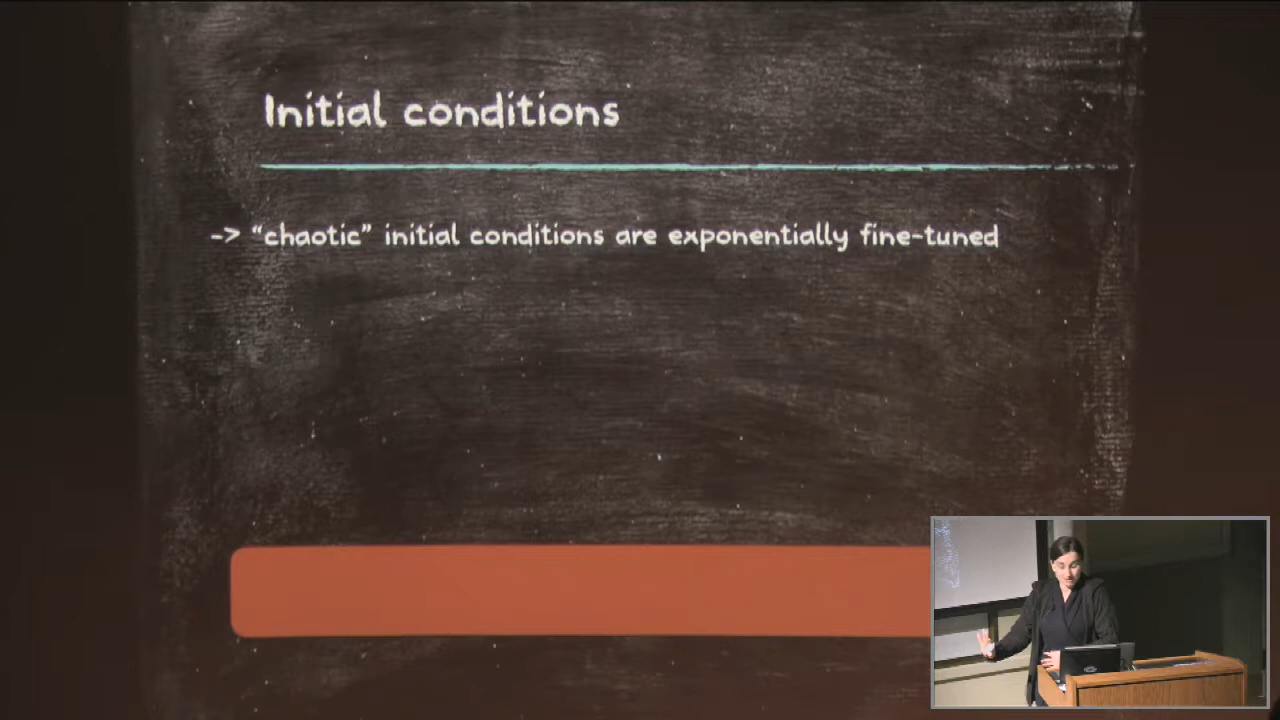 Initial conditions
-> “chaotic” initial conditions are exponentially fine-tuned